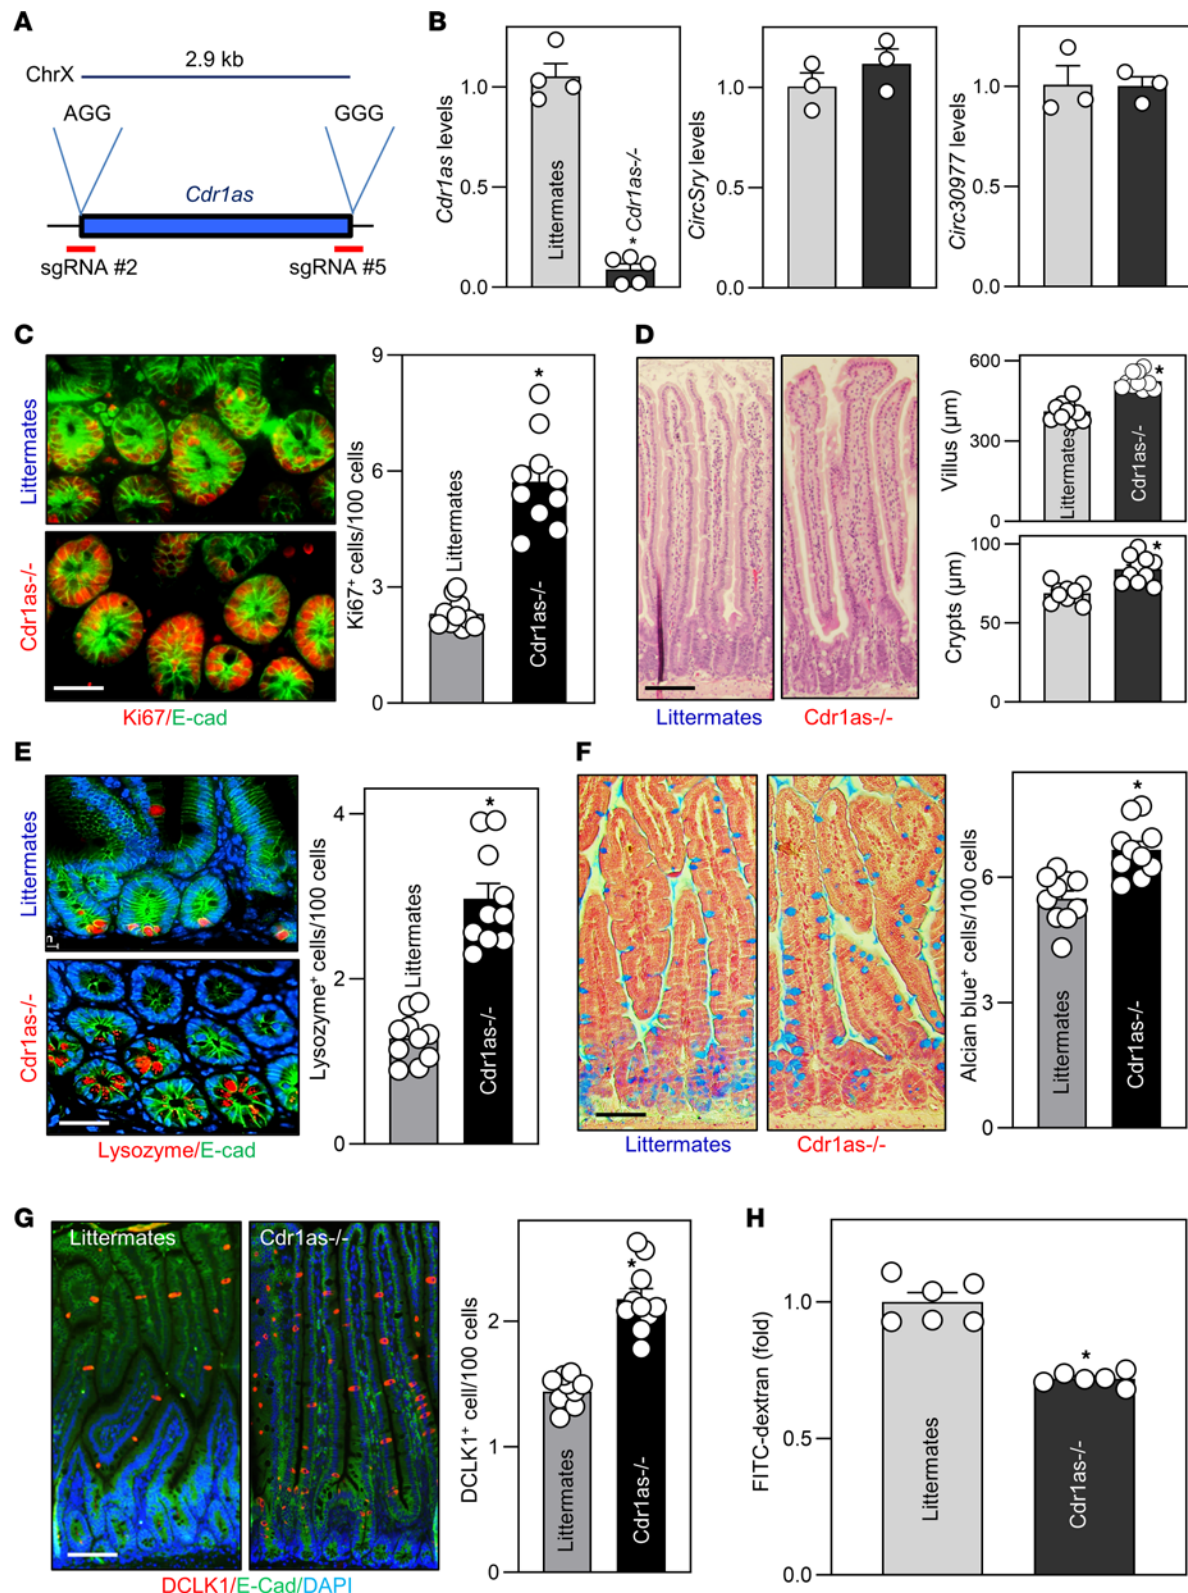 A
ChrX
2.9 kb
AGG
GGG
Cdr1as
sgRNA #2
sgRNA #5
B
Cdr1as levels
1.0
0.5
0.0
Littermates
* Cdr1as-/-
CircSry levels
1.0
0.5
0.0
Circ30977 levels
1.0
0.5
0.0
C
Littermates
Cdr1as-/-
Ki67/E-cad
Ki67⁺ cells/100 cells
9
6
3
0
Littermates
*
Cdr1as-/-
D
Littermates
Cdr1as-/-
Villus (µm)
600
300
0
Littermates
*
Cdr1as-/-
Crypts (µm)
100
50
0
*
E
Littermates
Cdr1as-/-
Lysozyme/E-cad
Lysozyme⁺ cells/100 cells
4
2
0
Littermates
*
Cdr1as-/-
F
Littermates
Cdr1as-/-
Alcian blue⁺ cells/100 cells
6
3
0
Littermates
*
Cdr1as-/-
G
Littermates
Cdr1as-/-
DCLK1/E-Cad/DAPI
DCLK1⁺ cell/100 cells
2
1
0
Littermates
*
Cdr1as-/-
H
FITC-dextran (fold)
1.0
0.5
0.0
Littermates
*
Cdr1as-/-